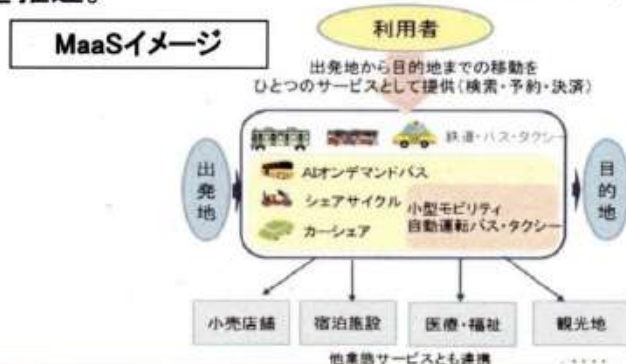 推進。
MaaSイメージ
利用者
出発地から目的地までの移動を
ひとつのサービスとして提供(検索・予約・決済)
鉄道・バス・タクシー
出発地
AIオンデマンドバス
シェアサイクル
カーシェア
小型モビリティ
自動運転バス・タクシー
目的地
小売店舗
宿泊施設
医療・福祉
観光地
他業態サービスとも連携